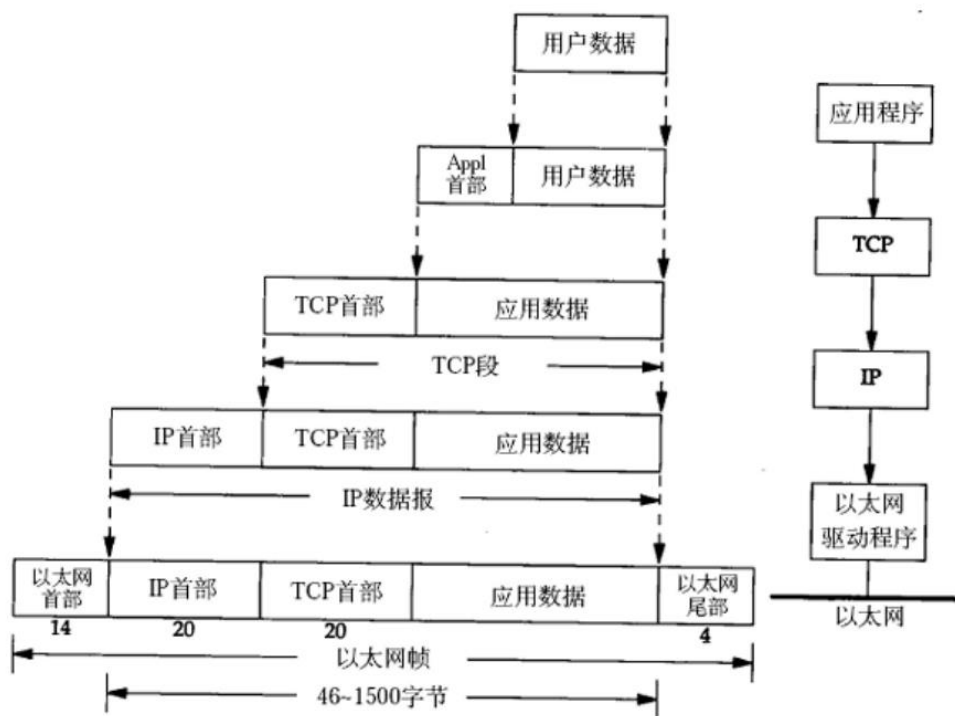 用户数据
应用程序
Appl
首部
用户数据
TCP
TCP首部
应用数据
TCP段
IP
IP首部
TCP首部
应用数据
IP数据报
以太网
驱动程序
以太网
首部
IP首部
TCP首部
应用数据
以太网
尾部
以太网
14
20
20
4
以太网帧
46~1500字节